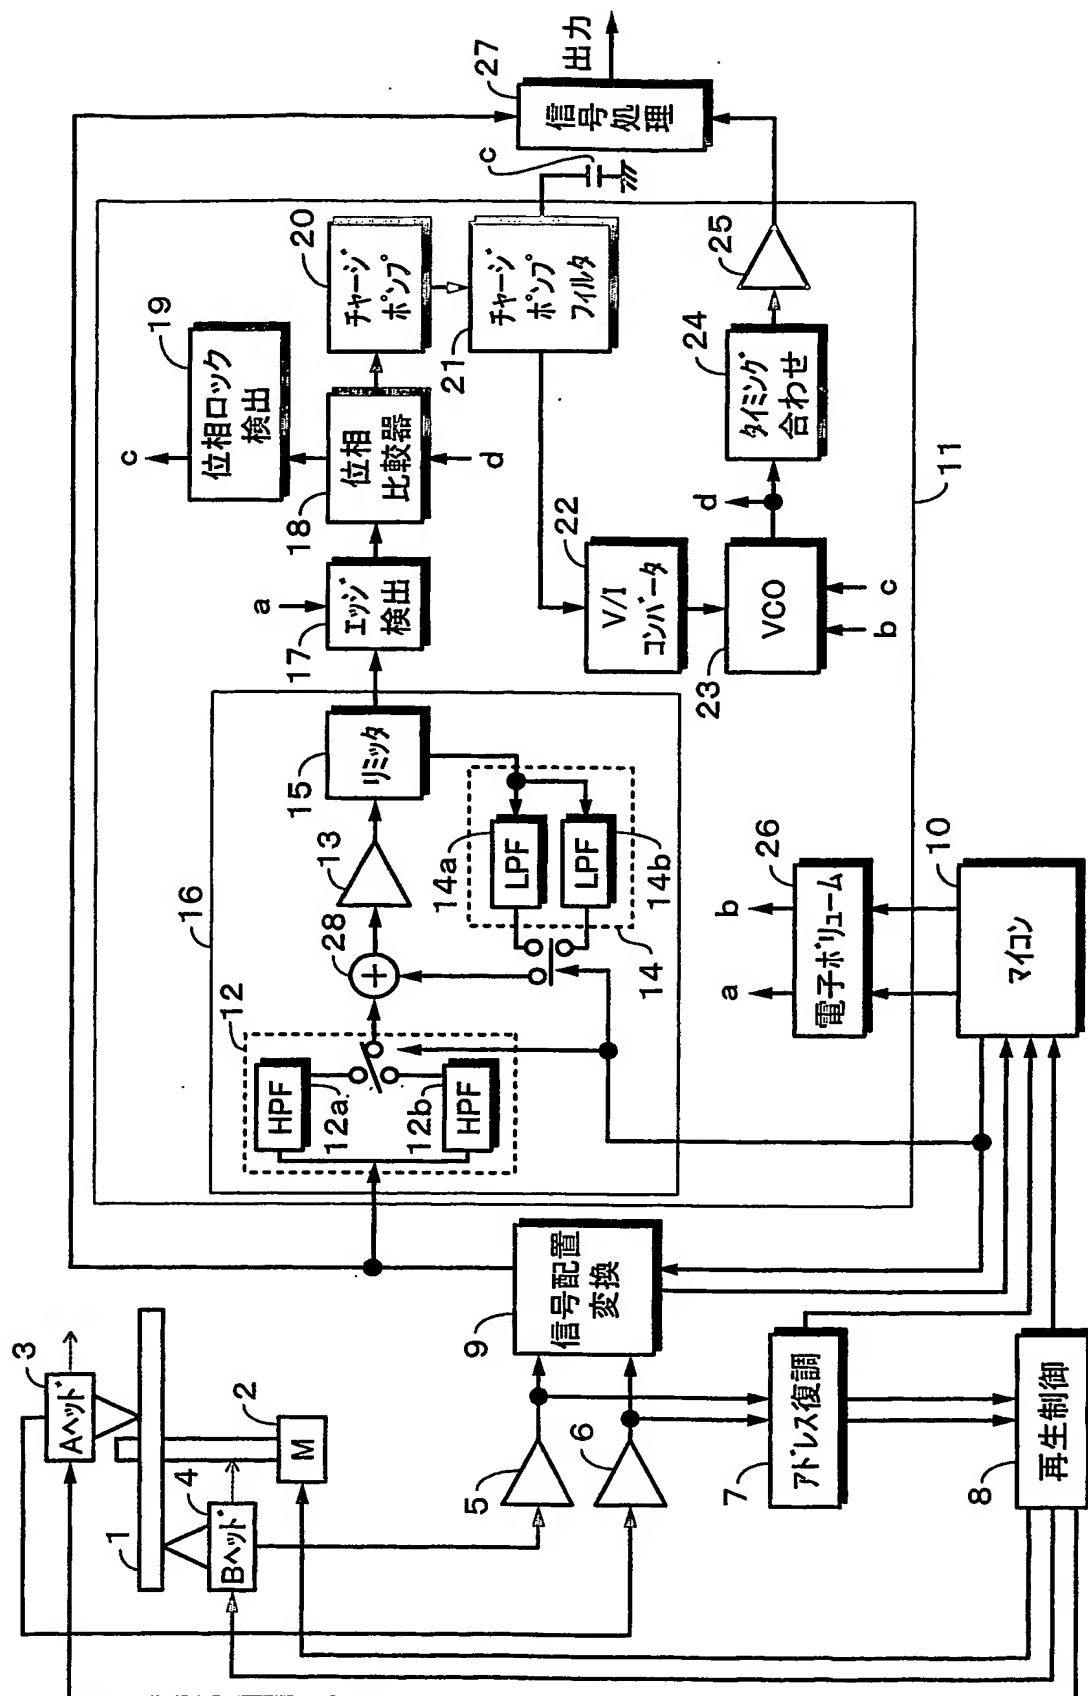 3
Aヘッド
1
4
Bヘッド
2
M
5
6
7
アドレス復調
8
再生制御
9
信号配置
変換
16
12
HPF
12a
12b
HPF
28
13
15
リミッタ
14a
LPF
LPF
14b
14
a
17
エッジ
検出
c
19
位相ロック
検出
18
位相
比較器
d
20
チャージ
ポンプ
21
チャージ
ポンプ
フィルタ
c
22
V/I
コンバータ
23
VCO
b
c
d
24
タイミング
合わせ
25
11
a
b
26
電子ボリューム
10
マイコン
27
信号
処理
出力